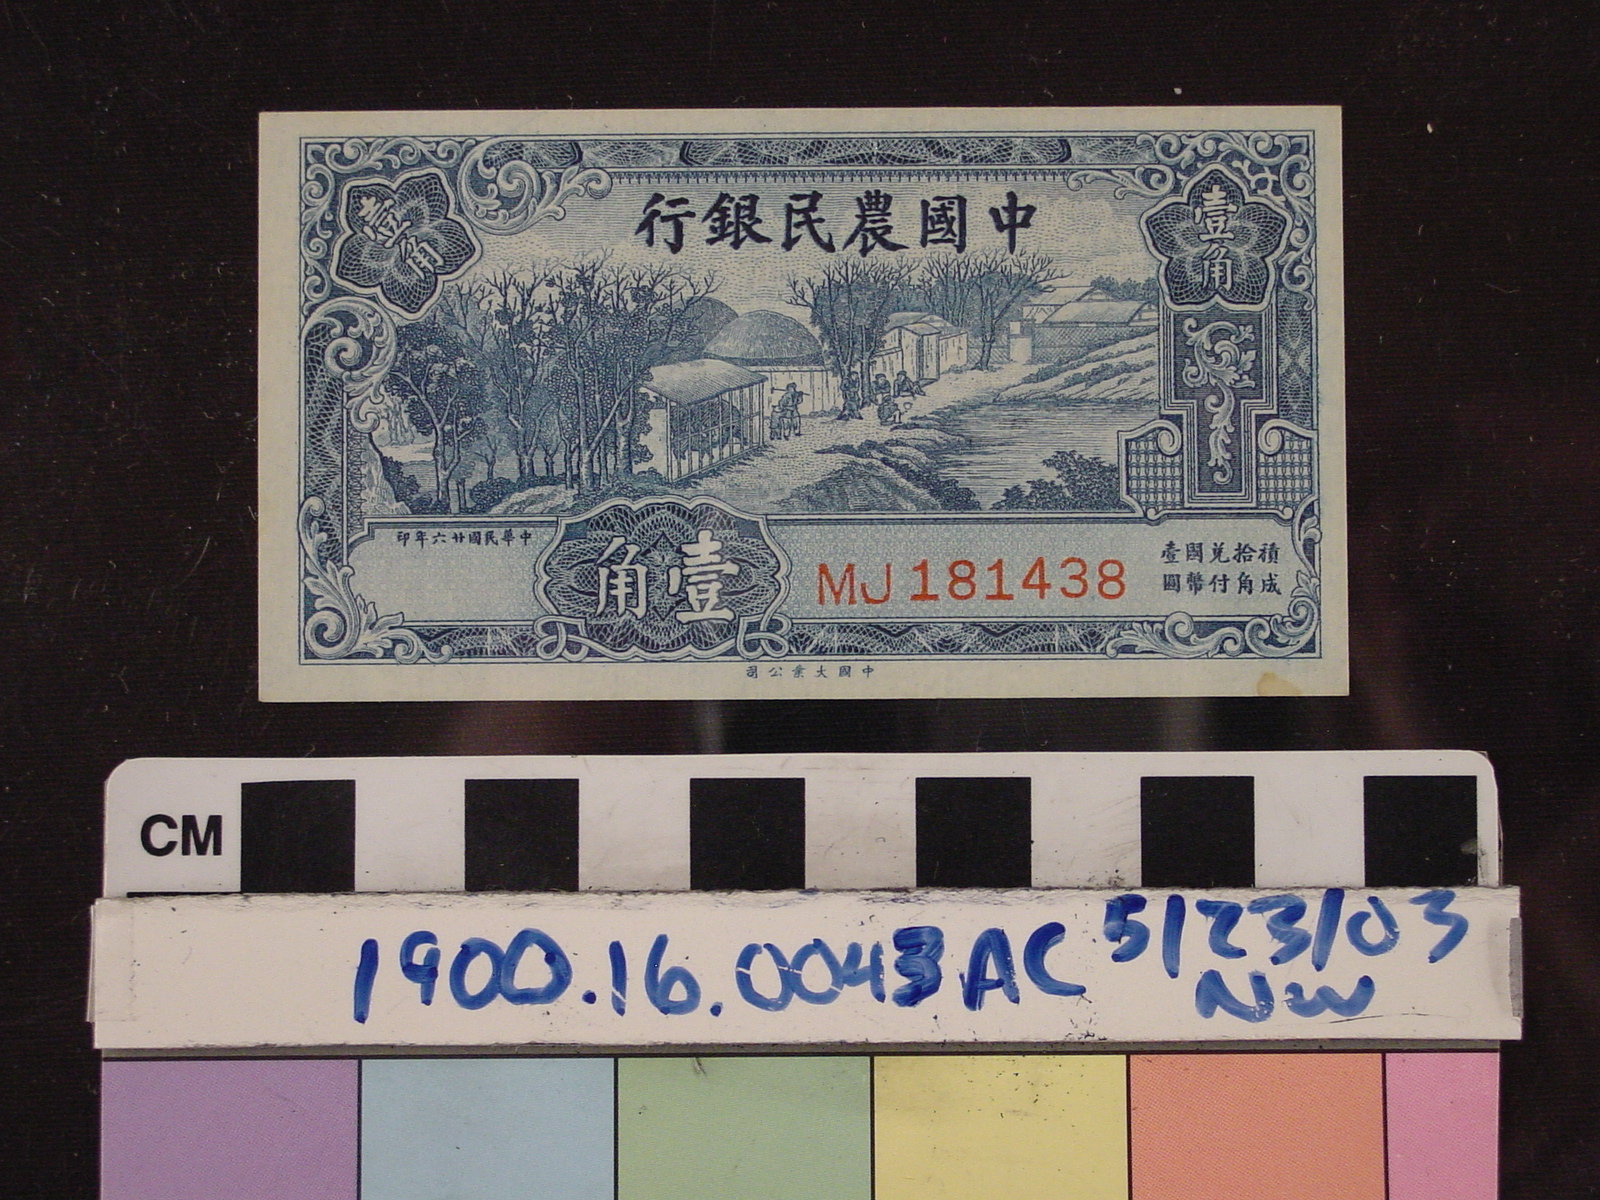 中國農民銀行
壹角
壹角
中華民國廿六年印
壹角
MJ 181438
積拾兌國壹
成角付幣圓
中國大業公司
CM
1900.16.0043AC 5/23/03
NW